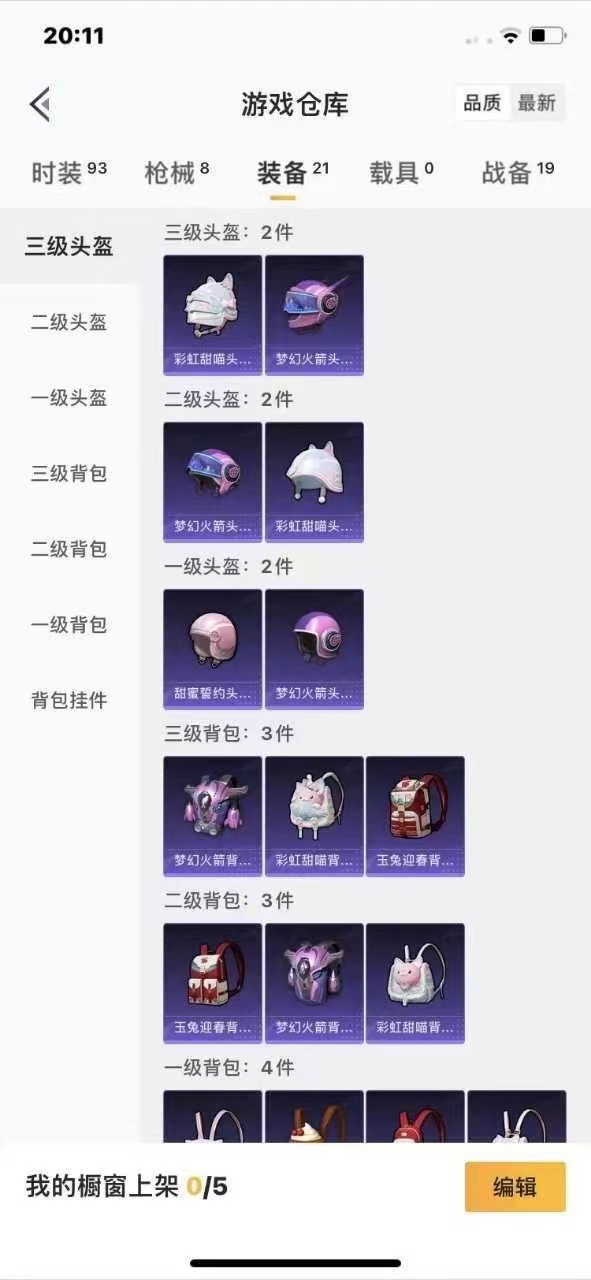 20:11
游戏仓库
品质 最新
时装 93 枪械 8 装备 21 载具 0 战备 19
三级头盔
二级头盔
一级头盔
三级背包
二级背包
一级背包
背包挂件
三级头盔：2件
彩虹甜喵头... 梦幻火箭头...
二级头盔：2件
梦幻火箭头... 彩虹甜喵头...
一级头盔：2件
甜蜜誓约头... 梦幻火箭头...
三级背包：3件
梦幻火箭背... 彩虹甜喵背... 玉兔迎春背...
二级背包：3件
玉兔迎春背... 梦幻火箭背... 彩虹甜喵背...
一级背包：4件
我的橱窗上架 0/5
编辑